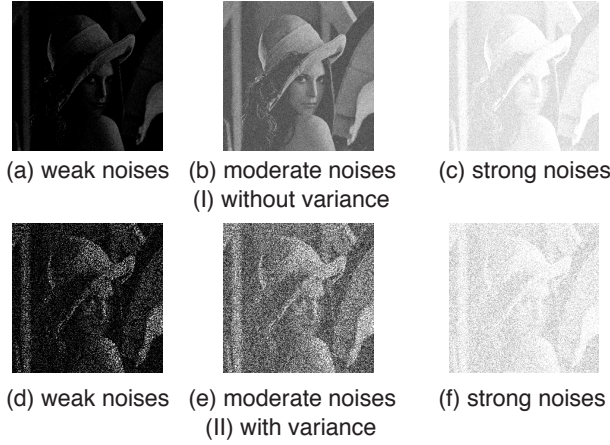 (a) weak noises (b) moderate noises (c) strong noises
(I) without variance
(d) weak noises (e) moderate noises (f) strong noises
(II) with variance